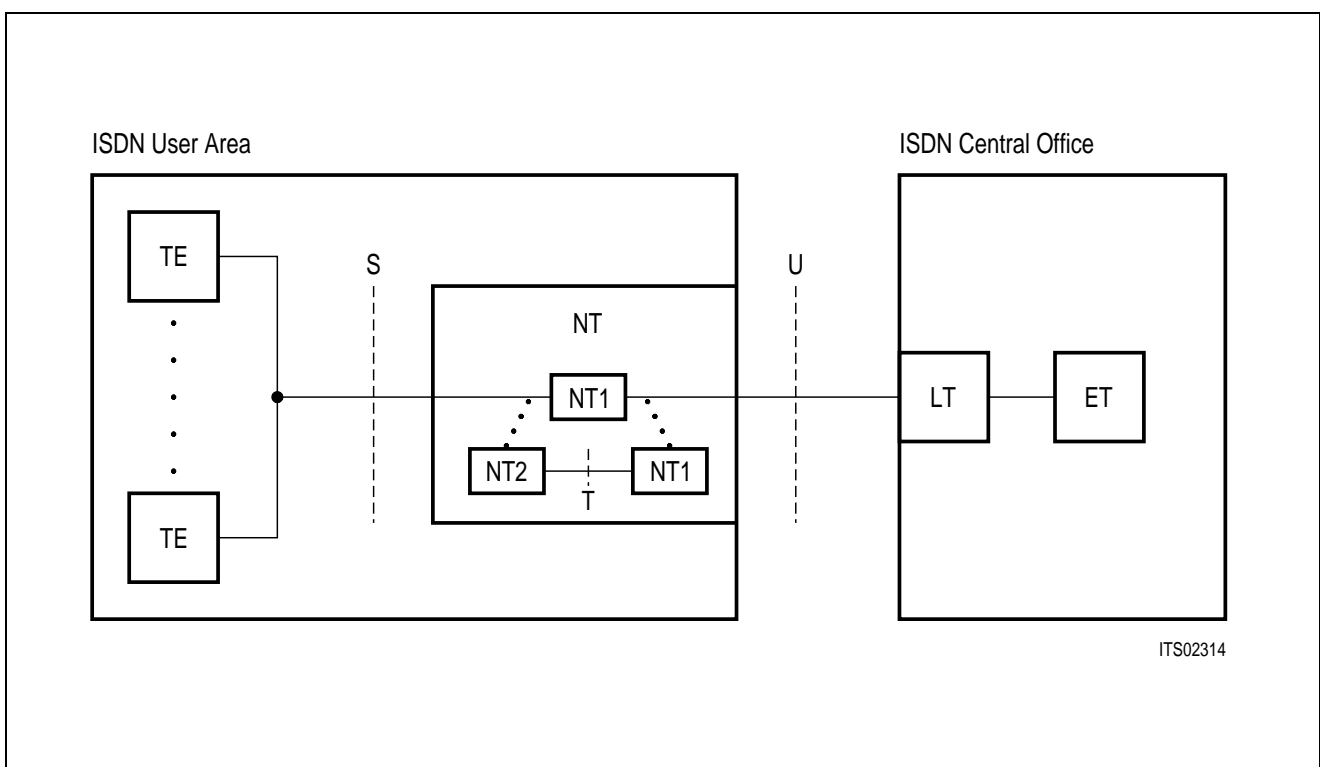 ISDN User Area
ISDN Central Office
TE
S
U
NT
NT1
LT
ET
NT2
NT1
T
TE
ITS02314